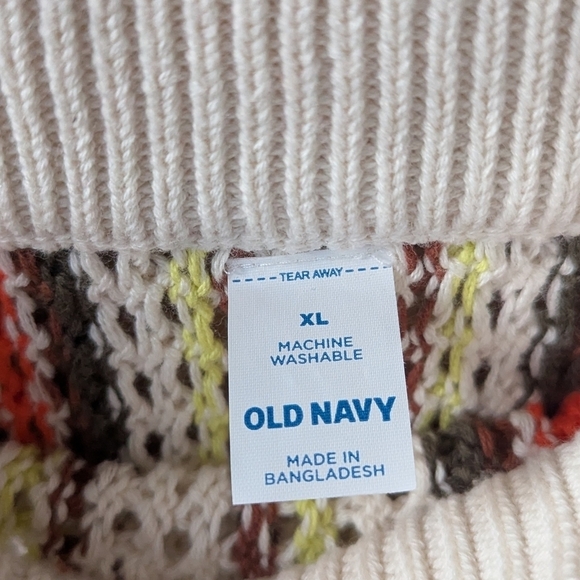 TEAR AWAY
XL
MACHINE
WASHABLE
OLD NAVY
MADE IN
BANGLADESH